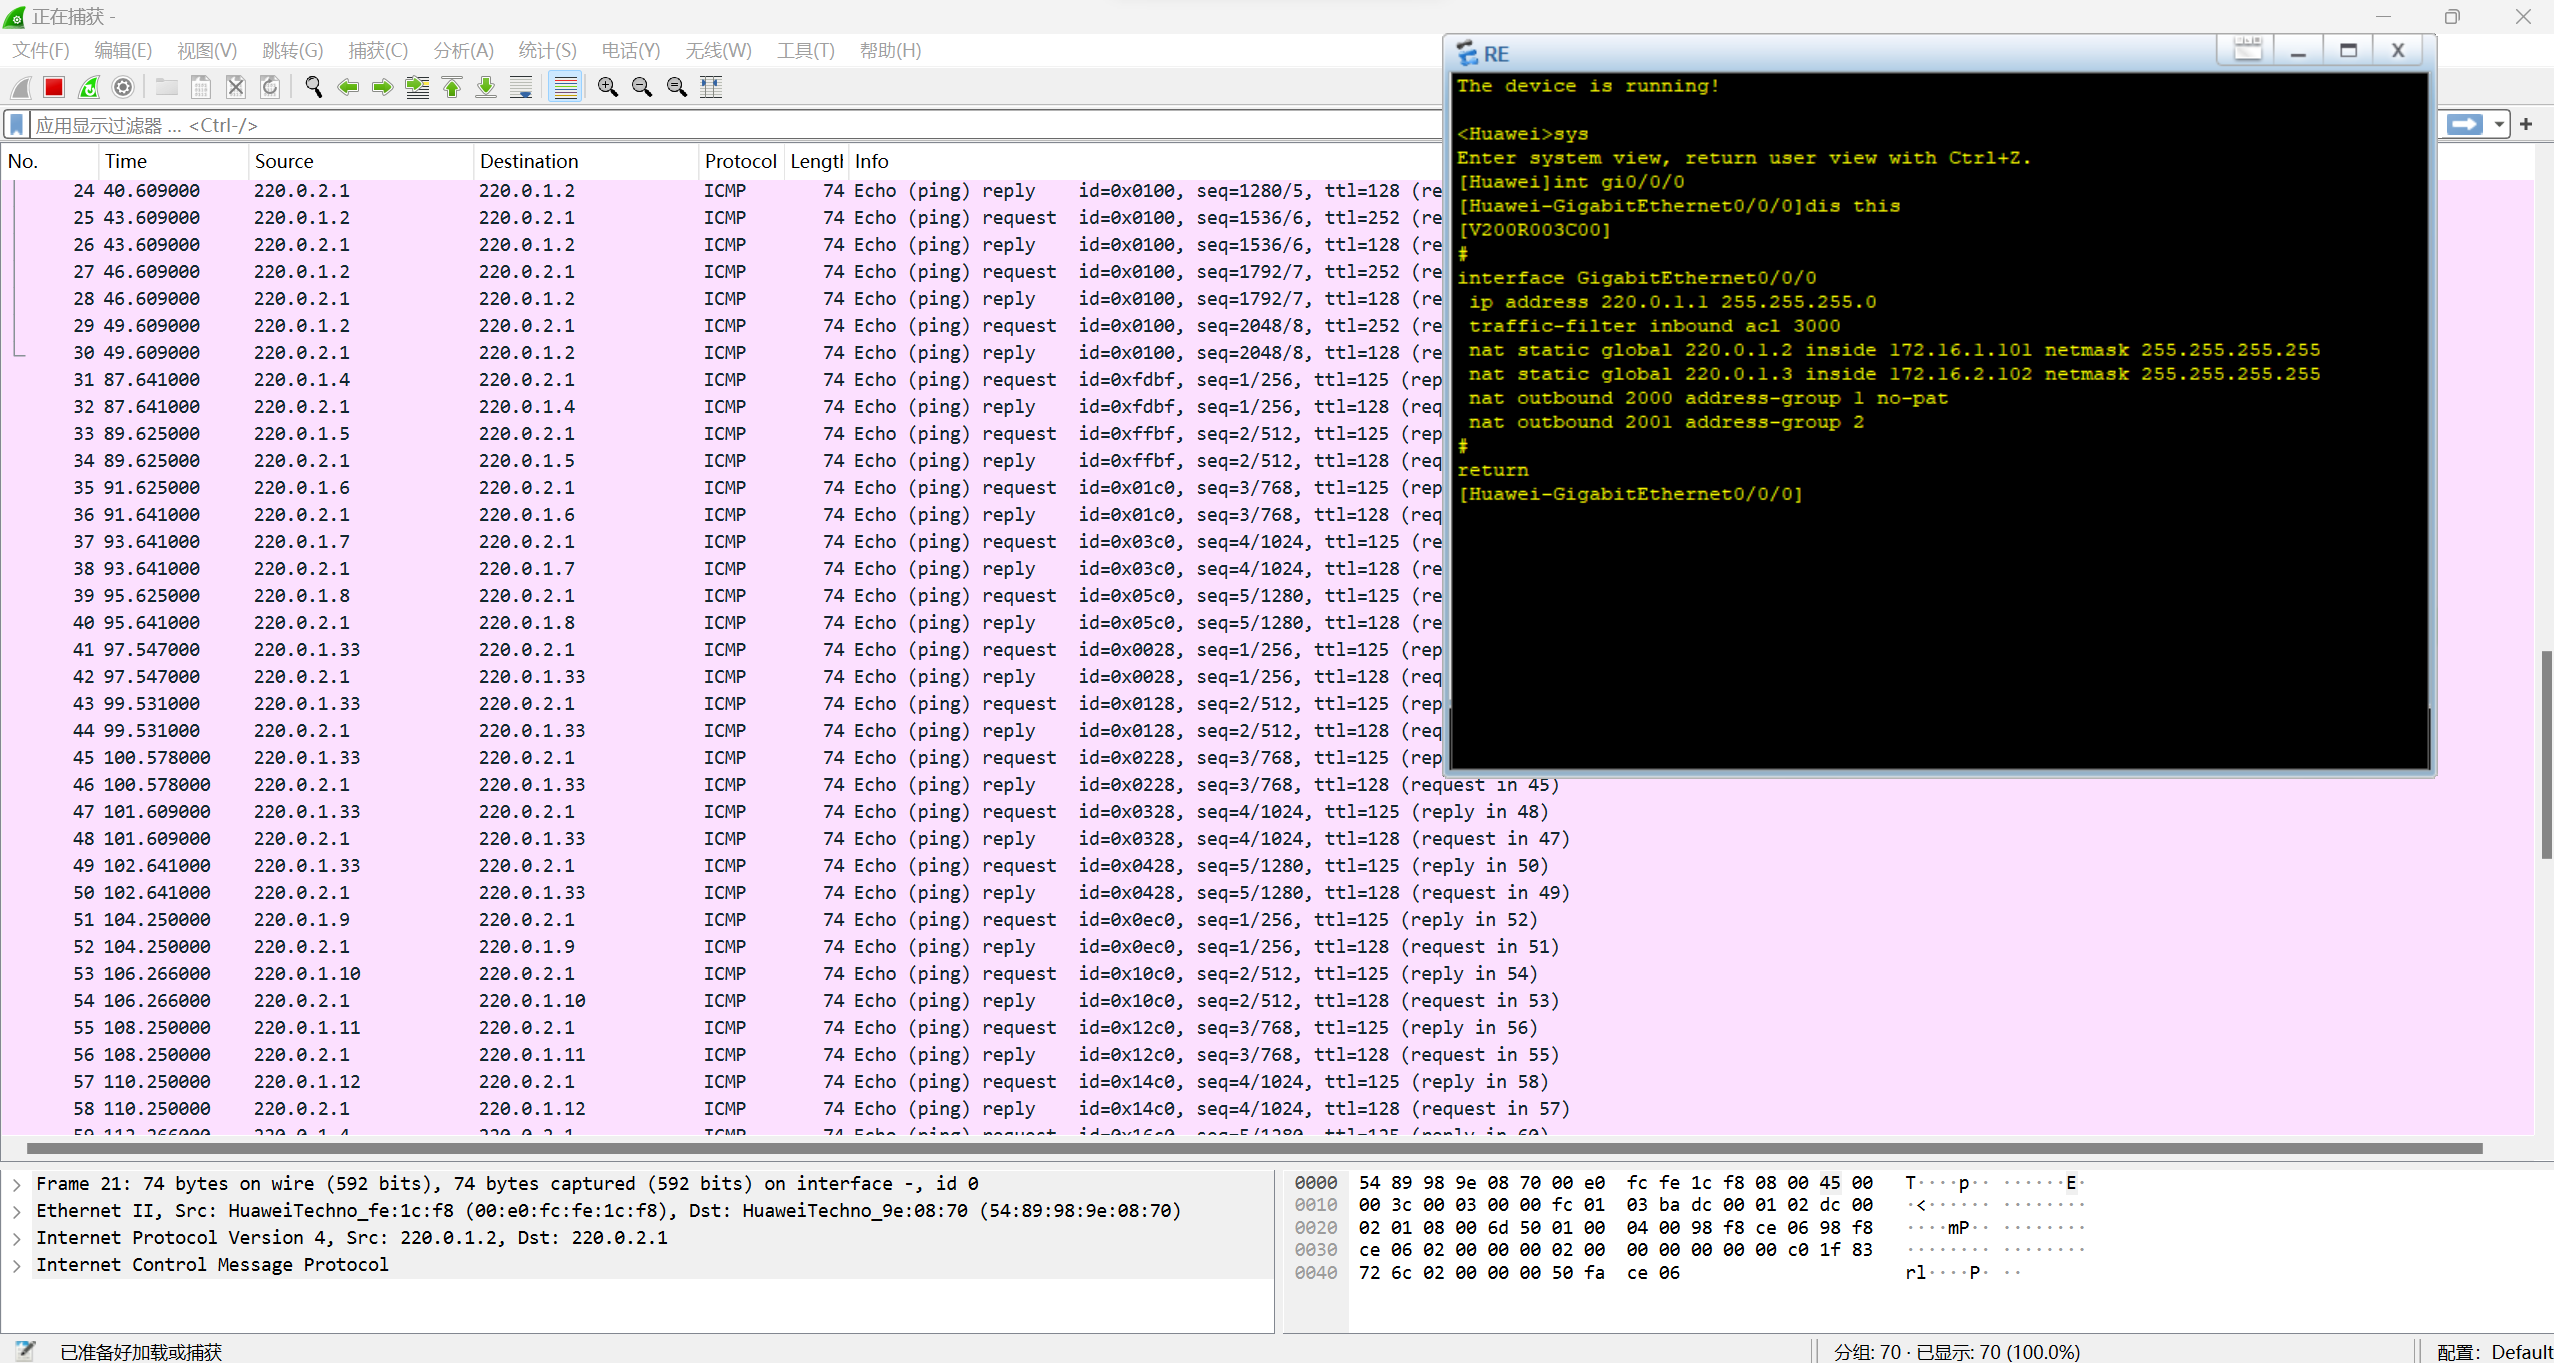 正在捕获 -
文件(F) 编辑(E) 视图(V) 跳转(G) 捕获(C) 分析(A) 统计(S) 电话(Y) 无线(W) 工具(T) 帮助(H)
应用显示过滤器 … <Ctrl-/>
No. Time Source Destination Protocol Lengtl Info
24 40.609000 220.0.2.1 220.0.1.2 ICMP 74 Echo (ping) reply id=0x0100, seq=1280/5, ttl=128 (re
25 43.609000 220.0.1.2 220.0.2.1 ICMP 74 Echo (ping) request id=0x0100, seq=1536/6, ttl=252 (re
26 43.609000 220.0.2.1 220.0.1.2 ICMP 74 Echo (ping) reply id=0x0100, seq=1536/6, ttl=128 (re
27 46.609000 220.0.1.2 220.0.2.1 ICMP 74 Echo (ping) request id=0x0100, seq=1792/7, ttl=252 (re
28 46.609000 220.0.2.1 220.0.1.2 ICMP 74 Echo (ping) reply id=0x0100, seq=1792/7, ttl=128 (re
29 49.609000 220.0.1.2 220.0.2.1 ICMP 74 Echo (ping) request id=0x0100, seq=2048/8, ttl=252 (re
30 49.609000 220.0.2.1 220.0.1.2 ICMP 74 Echo (ping) reply id=0x0100, seq=2048/8, ttl=128 (re
31 87.641000 220.0.1.4 220.0.2.1 ICMP 74 Echo (ping) request id=0xfdbf, seq=1/256, ttl=125 (rep
32 87.641000 220.0.2.1 220.0.1.4 ICMP 74 Echo (ping) reply id=0xfdbf, seq=1/256, ttl=128 (req
33 89.625000 220.0.1.5 220.0.2.1 ICMP 74 Echo (ping) request id=0xffbf, seq=2/512, ttl=125 (rep
34 89.625000 220.0.2.1 220.0.1.5 ICMP 74 Echo (ping) reply id=0xffbf, seq=2/512, ttl=128 (req
35 91.625000 220.0.1.6 220.0.2.1 ICMP 74 Echo (ping) request id=0x01c0, seq=3/768, ttl=125 (rep
36 91.641000 220.0.2.1 220.0.1.6 ICMP 74 Echo (ping) reply id=0x01c0, seq=3/768, ttl=128 (req
37 93.641000 220.0.1.7 220.0.2.1 ICMP 74 Echo (ping) request id=0x03c0, seq=4/1024, ttl=125 (re
38 93.641000 220.0.2.1 220.0.1.7 ICMP 74 Echo (ping) reply id=0x03c0, seq=4/1024, ttl=128 (re
39 95.625000 220.0.1.8 220.0.2.1 ICMP 74 Echo (ping) request id=0x05c0, seq=5/1280, ttl=125 (re
40 95.641000 220.0.2.1 220.0.1.8 ICMP 74 Echo (ping) reply id=0x05c0, seq=5/1280, ttl=128 (re
41 97.547000 220.0.1.33 220.0.2.1 ICMP 74 Echo (ping) request id=0x0028, seq=1/256, ttl=125 (rep
42 97.547000 220.0.2.1 220.0.1.33 ICMP 74 Echo (ping) reply id=0x0028, seq=1/256, ttl=128 (req
43 99.531000 220.0.1.33 220.0.2.1 ICMP 74 Echo (ping) request id=0x0128, seq=2/512, ttl=125 (rep
44 99.531000 220.0.2.1 220.0.1.33 ICMP 74 Echo (ping) reply id=0x0128, seq=2/512, ttl=128 (req
45 100.578000 220.0.1.33 220.0.2.1 ICMP 74 Echo (ping) request id=0x0228, seq=3/768, ttl=125 (rep
46 100.578000 220.0.2.1 220.0.1.33 ICMP 74 Echo (ping) reply id=0x0228, seq=3/768, ttl=128 (request in 45)
47 101.609000 220.0.1.33 220.0.2.1 ICMP 74 Echo (ping) request id=0x0328, seq=4/1024, ttl=125 (reply in 48)
48 101.609000 220.0.2.1 220.0.1.33 ICMP 74 Echo (ping) reply id=0x0328, seq=4/1024, ttl=128 (request in 47)
49 102.641000 220.0.1.33 220.0.2.1 ICMP 74 Echo (ping) request id=0x0428, seq=5/1280, ttl=125 (reply in 50)
50 102.641000 220.0.2.1 220.0.1.33 ICMP 74 Echo (ping) reply id=0x0428, seq=5/1280, ttl=128 (request in 49)
51 104.250000 220.0.1.9 220.0.2.1 ICMP 74 Echo (ping) request id=0x0ec0, seq=1/256, ttl=125 (reply in 52)
52 104.250000 220.0.2.1 220.0.1.9 ICMP 74 Echo (ping) reply id=0x0ec0, seq=1/256, ttl=128 (request in 51)
53 106.266000 220.0.1.10 220.0.2.1 ICMP 74 Echo (ping) request id=0x10c0, seq=2/512, ttl=125 (reply in 54)
54 106.266000 220.0.2.1 220.0.1.10 ICMP 74 Echo (ping) reply id=0x10c0, seq=2/512, ttl=128 (request in 53)
55 108.250000 220.0.1.11 220.0.2.1 ICMP 74 Echo (ping) request id=0x12c0, seq=3/768, ttl=125 (reply in 56)
56 108.250000 220.0.2.1 220.0.1.11 ICMP 74 Echo (ping) reply id=0x12c0, seq=3/768, ttl=128 (request in 55)
57 110.250000 220.0.1.12 220.0.2.1 ICMP 74 Echo (ping) request id=0x14c0, seq=4/1024, ttl=125 (reply in 58)
58 110.250000 220.0.2.1 220.0.1.12 ICMP 74 Echo (ping) reply id=0x14c0, seq=4/1024, ttl=128 (request in 57)
59 112.266000 220.0.1.4 220.0.2.1 ICMP 74 Echo (ping) request id=0x16c0, seq=5/1280, ttl=125 (reply in 60)
RE
The device is running!
<Huawei>sys
Enter system view, return user view with Ctrl+Z.
[Huawei]int gi0/0/0
[Huawei-GigabitEthernet0/0/0]dis this
[V200R003C00]
#
interface GigabitEthernet0/0/0
ip address 220.0.1.1 255.255.255.0
traffic-filter inbound acl 3000
nat static global 220.0.1.2 inside 172.16.1.101 netmask 255.255.255.255
nat static global 220.0.1.3 inside 172.16.2.102 netmask 255.255.255.255
nat outbound 2000 address-group 1 no-pat
nat outbound 2001 address-group 2
#
return
[Huawei-GigabitEthernet0/0/0]
Frame 21: 74 bytes on wire (592 bits), 74 bytes captured (592 bits) on interface -, id 0
Ethernet II, Src: HuaweiTechno_fe:1c:f8 (00:e0:fc:fe:1c:f8), Dst: HuaweiTechno_9e:08:70 (54:89:98:9e:08:70)
Internet Protocol Version 4, Src: 220.0.1.2, Dst: 220.0.2.1
Internet Control Message Protocol
0000 54 89 98 9e 08 70 00 e0 fc fe 1c f8 08 00 45 00 T····p·· ······E·
0010 00 3c 00 03 00 00 fc 01 03 ba dc 00 01 02 dc 00 ·<······ ········
0020 02 01 08 00 6d 50 01 00 04 00 98 f8 ce 06 98 f8 ····mP·· ········
0030 ce 06 02 00 00 00 02 00 00 00 00 00 00 c0 1f 83 ········ ········
0040 72 6c 02 00 00 00 50 fa ce 06 rl····P· ··
已准备好加载或捕获
分组: 70 · 已显示: 70 (100.0%)
配置: Default